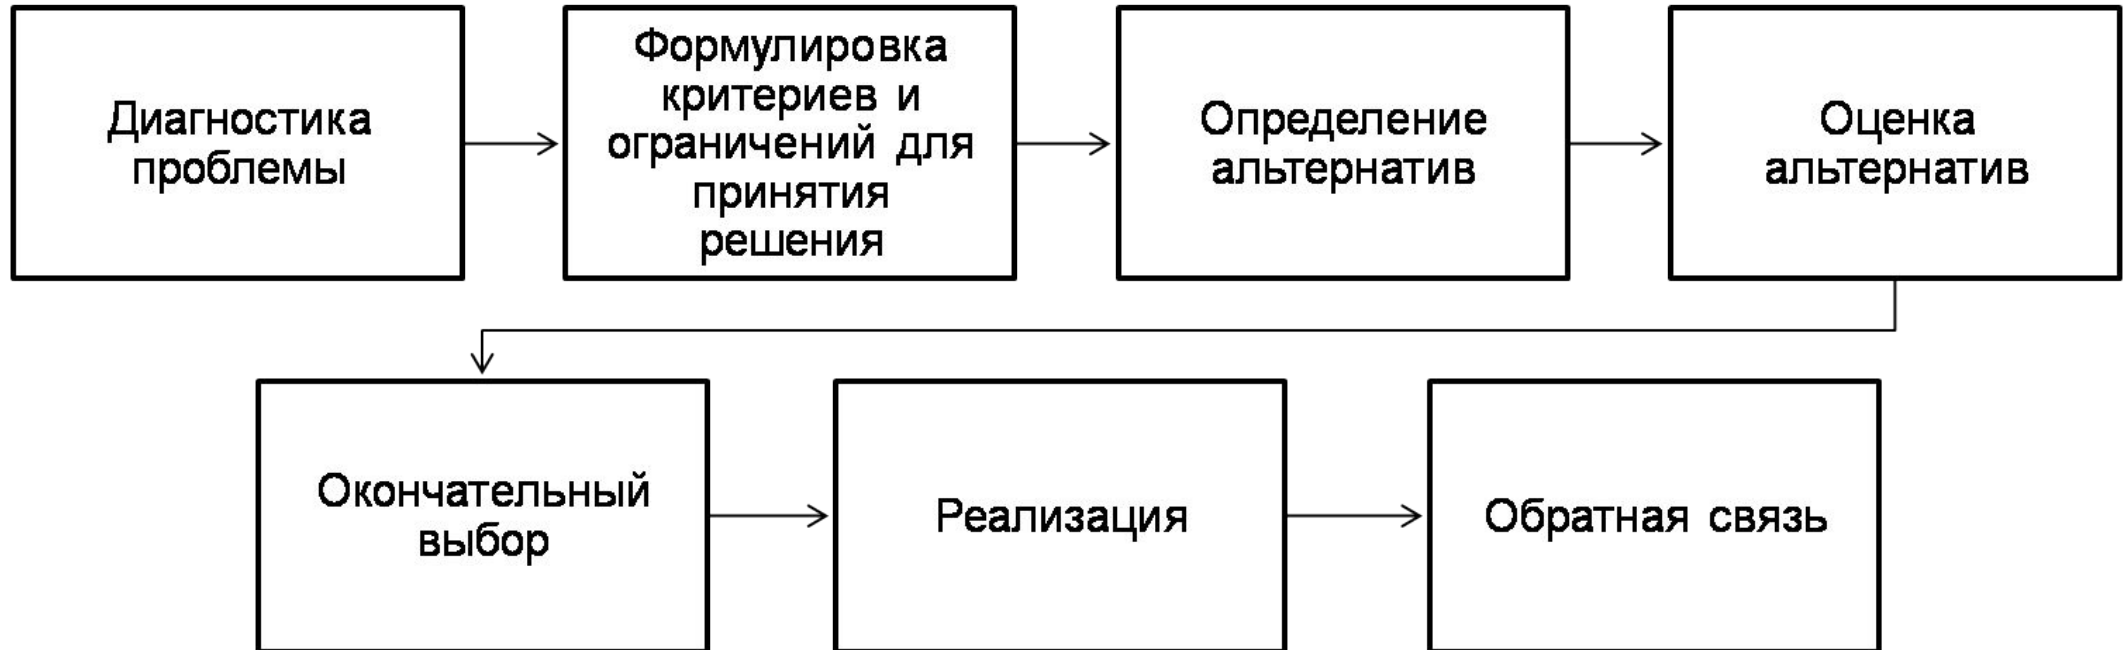 Диагностика
проблемы
Формулировка
критериев и
ограничений для
принятия
решения
Определение
альтернатив
Оценка
альтернатив
Окончательный
выбор
Реализация
Обратная связь